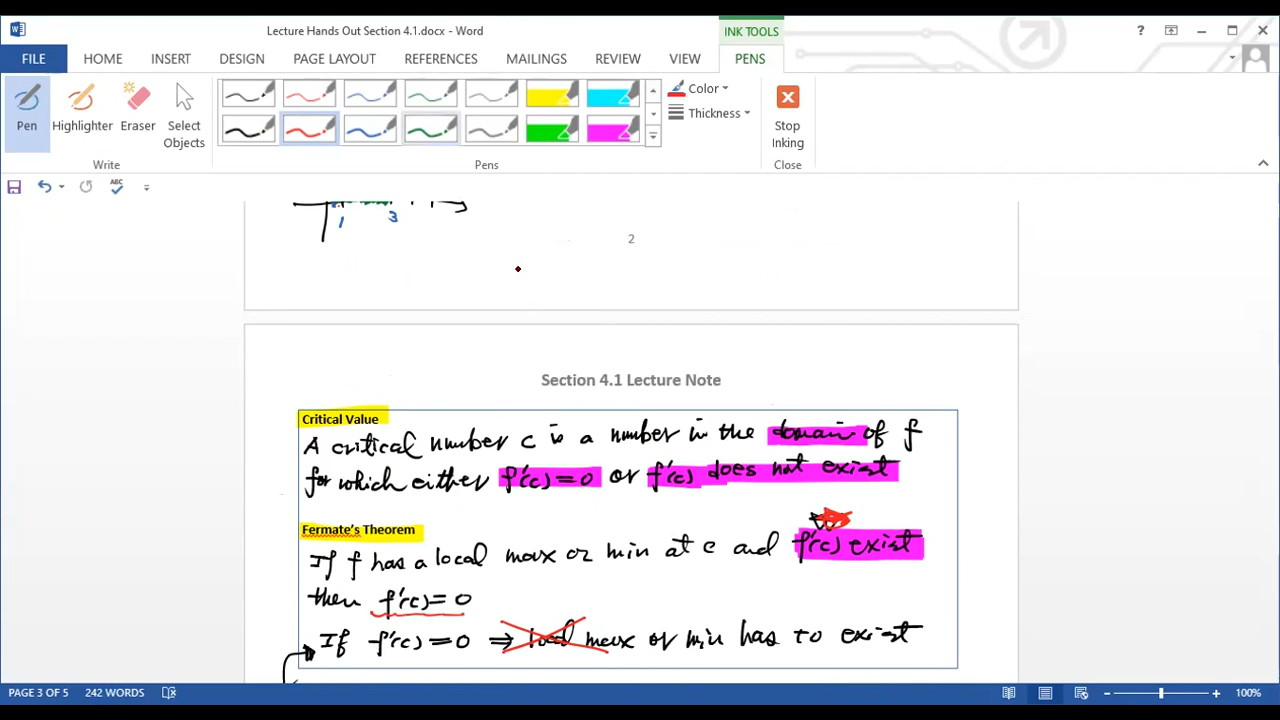 Lecture Hands Out Section 4.1.docx - Word
INK TOOLS
FILE HOME INSERT DESIGN PAGE LAYOUT REFERENCES MAILINGS REVIEW VIEW PENS
Pen Highlighter Eraser Select Objects
Color
Thickness
Stop Inking
Write Pens Close
ABC
1 3
2
Section 4.1 Lecture Note
Critical Value
A critical number c is a number in the domain of f
for which either f'(c) = 0 or f'(c) does not exist
Fermate's Theorem
If f has a local max or min at c and f'(c) exist
then f'(c) = 0
If f'(c) = 0 ⇒ local max or min has to exist
PAGE 3 OF 5 242 WORDS 100%